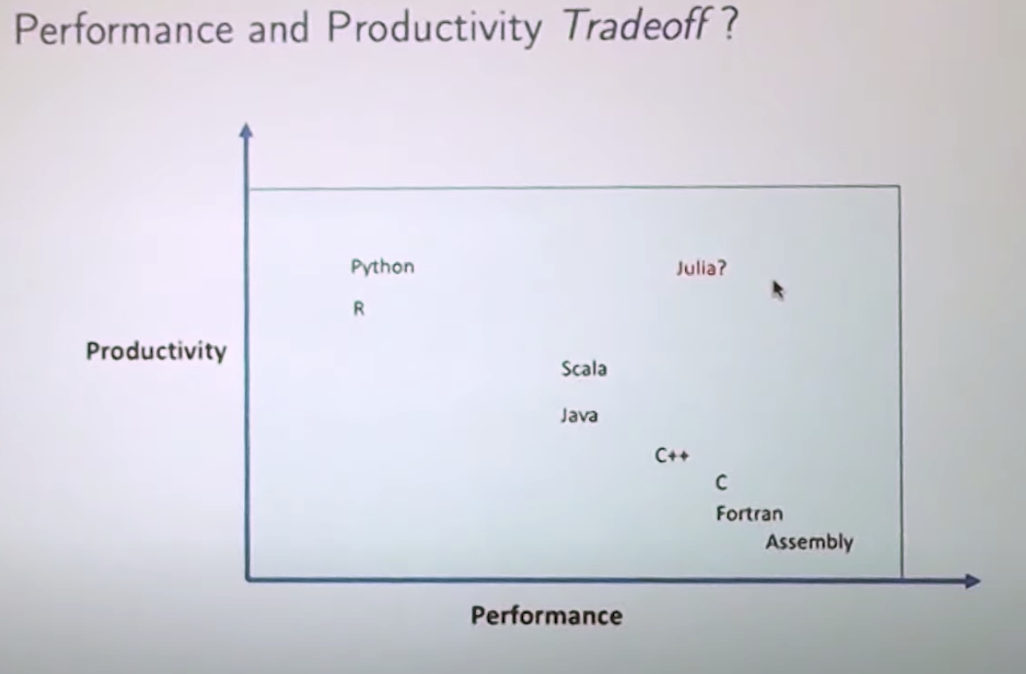 Performance and Productivity Tradeoff ?
Python
Julia?
R
Productivity
Scala
Java
C++
C
Fortran
Assembly
Performance